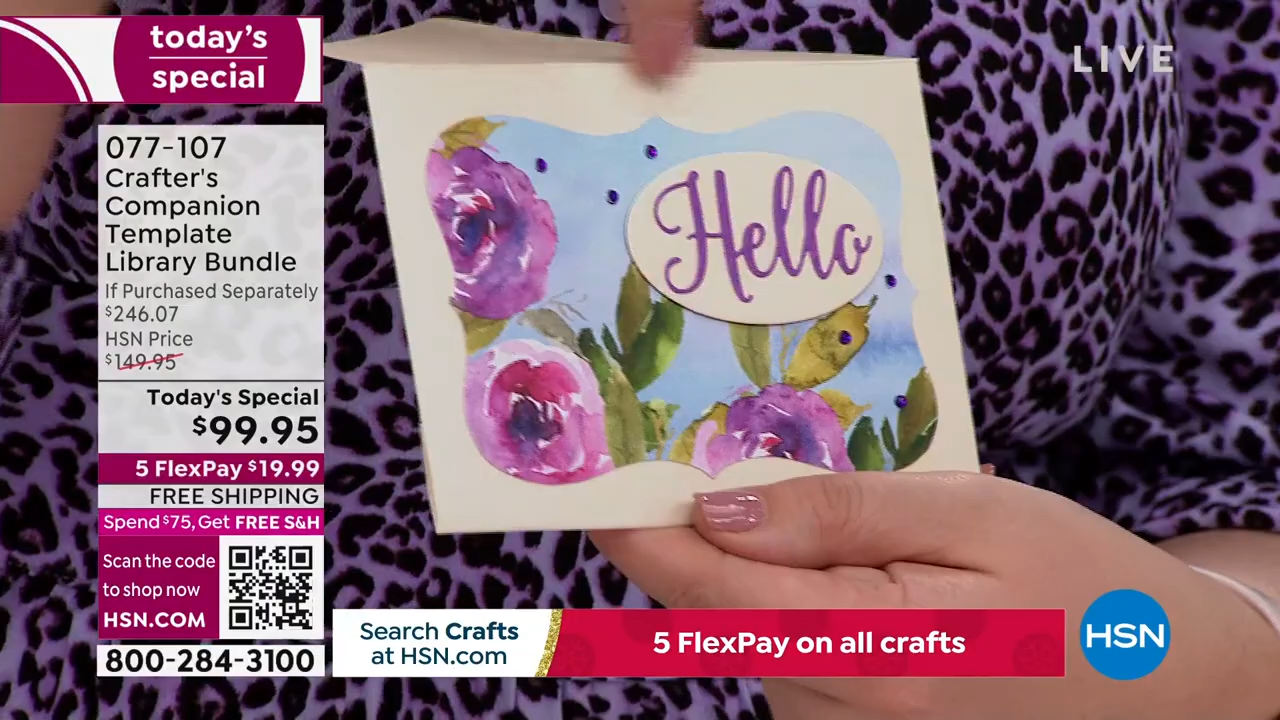 today's
special
LIVE
077-107
Crafter's
Companion
Template
Library Bundle
If Purchased Separately
$246.07
HSN Price
$149.95
Today's Special
$99.95
5 FlexPay $19.99
FREE SHIPPING
Spend $75, Get FREE S&H
Scan the code
to shop now
HSN.COM
800-284-3100
Hello
Search Crafts
at HSN.com
5 FlexPay on all crafts
HSN